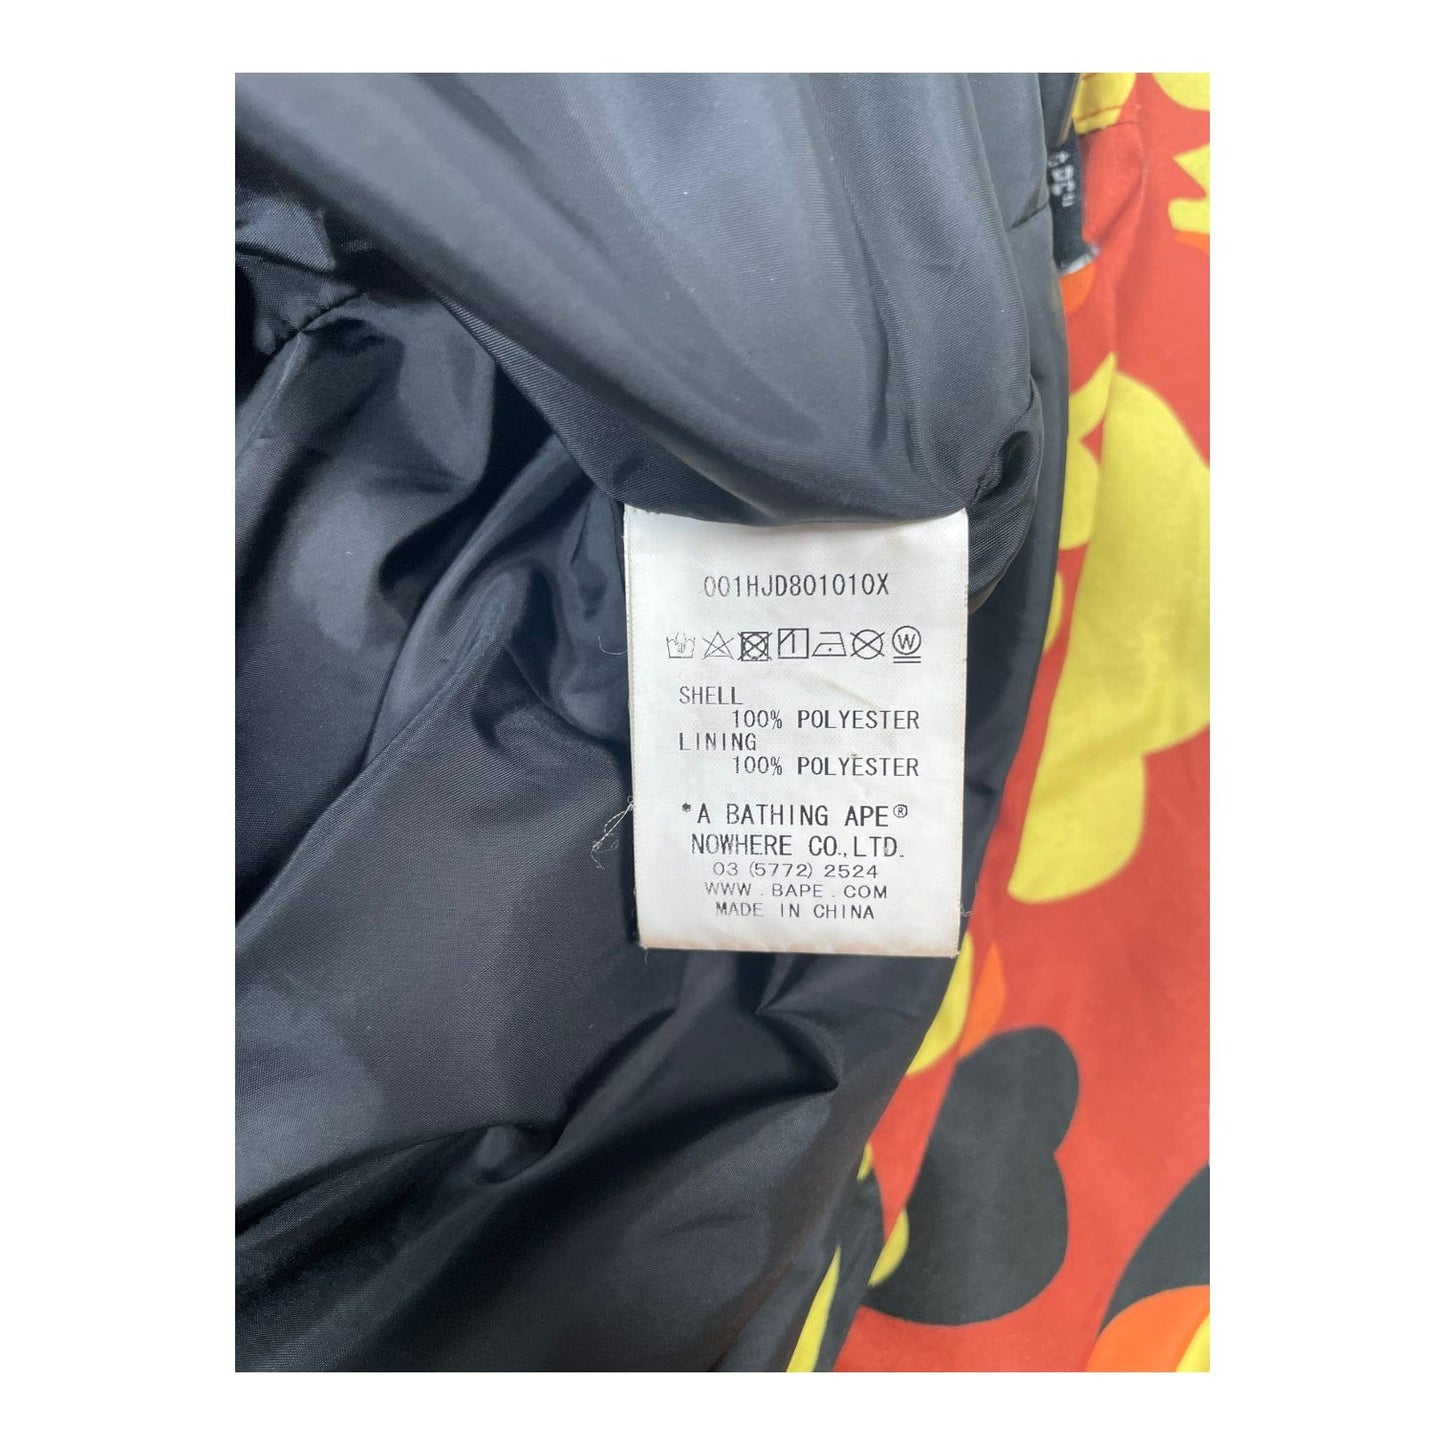 001HJD801010X
W
SHELL
100% POLYESTER
LINING
100% POLYESTER
*A BATHING APE®
NOWHERE CO.,LTD.
03 (5772) 2524
WWW.BAPE.COM
MADE IN CHINA